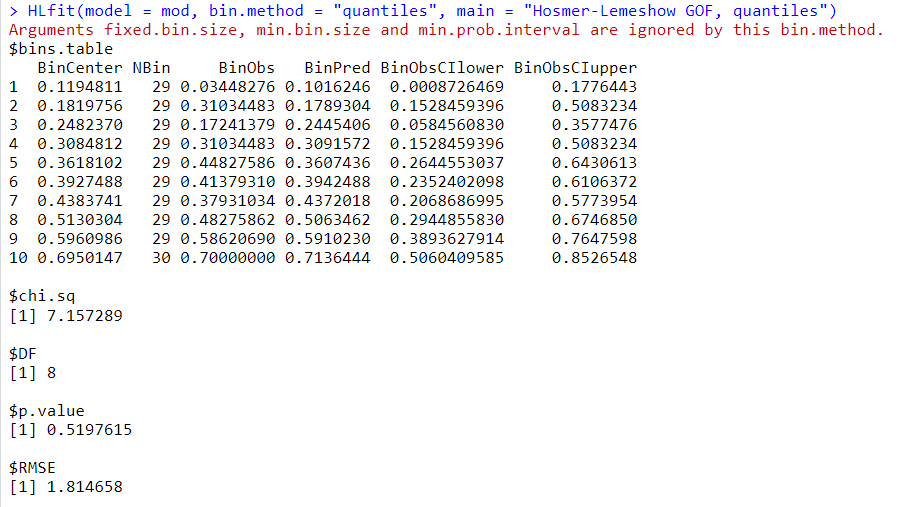 > HLfit(model = mod, bin.method = "quantiles", main = "Hosmer-Lemeshow GOF, quantiles")
Arguments fixed.bin.size, min.bin.size and min.prob.interval are ignored by this bin.method.
$bins.table
   BinCenter NBin     BinObs   BinPred BinObsCIlower BinObsCIupper
1  0.1194811   29 0.03448276 0.1016246  0.0008726469     0.1776443
2  0.1819756   29 0.31034483 0.1789304  0.1528459396     0.5083234
3  0.2482370   29 0.17241379 0.2445406  0.0584560830     0.3577476
4  0.3084812   29 0.31034483 0.3091572  0.1528459396     0.5083234
5  0.3618102   29 0.44827586 0.3607436  0.2644553037     0.6430613
6  0.3927488   29 0.41379310 0.3942488  0.2352402098     0.6106372
7  0.4383741   29 0.37931034 0.4372018  0.2068686995     0.5773954
8  0.5130304   29 0.48275862 0.5063462  0.2944855830     0.6746850
9  0.5960986   29 0.58620690 0.5910230  0.3893627914     0.7647598
10 0.6950147   30 0.70000000 0.7136444  0.5060409585     0.8526548
$chi.sq
[1] 7.157289
$DF
[1] 8
$p.value
[1] 0.5197615
$RMSE
[1] 1.814658